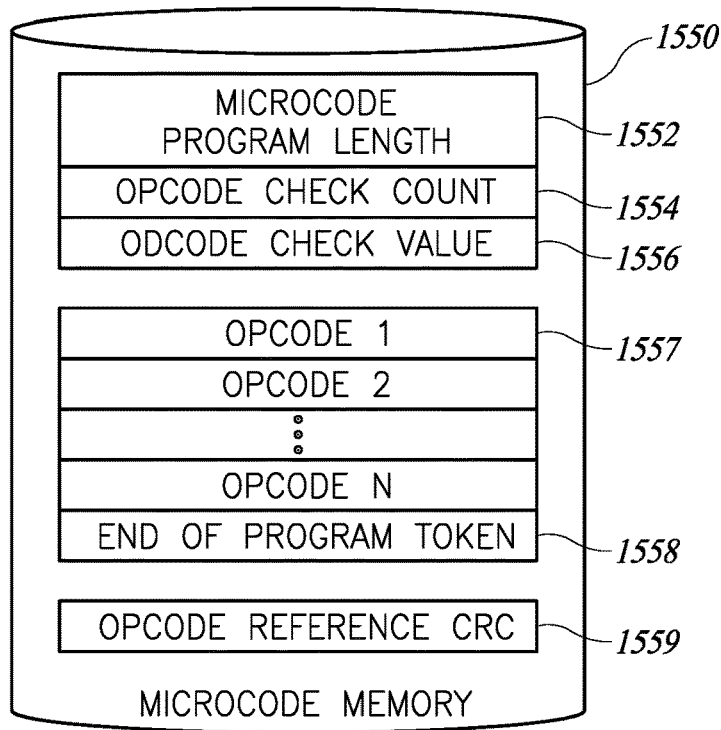 1550
MICROCODE
PROGRAM LENGTH
1552
OPCODE CHECK COUNT
1554
ODCODE CHECK VALUE
1556
OPCODE 1
1557
OPCODE 2
OPCODE N
END OF PROGRAM TOKEN
1558
OPCODE REFERENCE CRC
1559
MICROCODE MEMORY